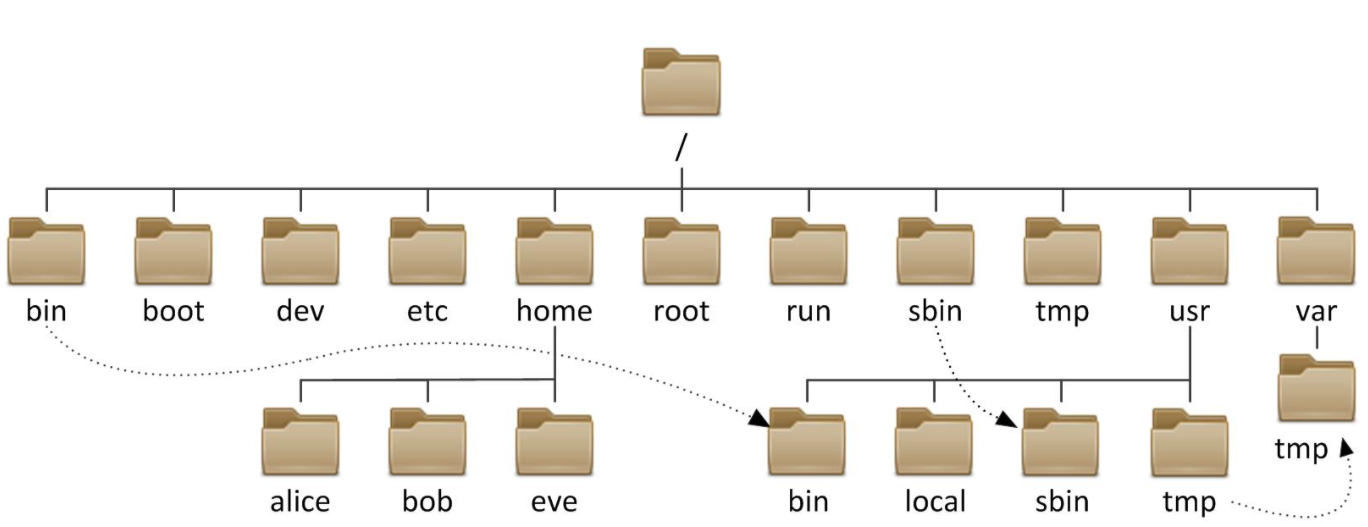 /
bin boot dev etc home root run sbin tmp usr var
tmp
alice bob eve bin local sbin tmp